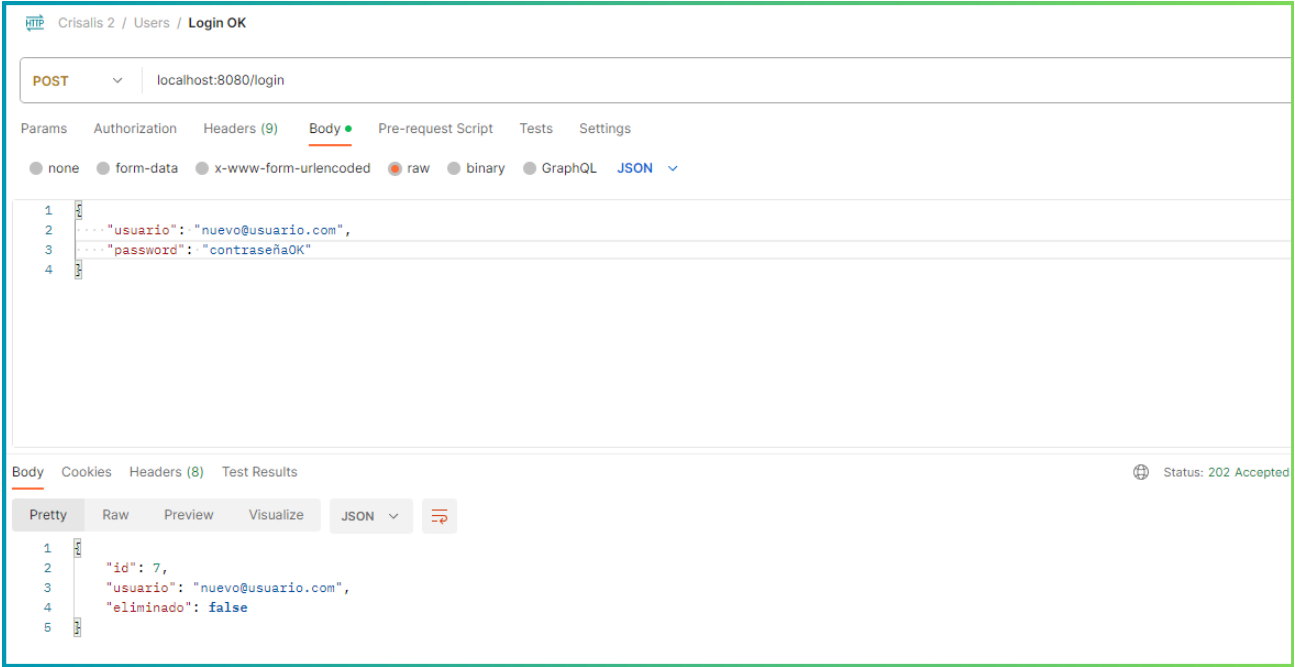 HTTP Crisalis 2 / Users / Login OK
POST localhost:8080/login
Params Authorization Headers (9) Body Pre-request Script Tests Settings
none form-data x-www-form-urlencoded raw binary GraphQL JSON
1 {
2 "usuario": "nuevo@usuario.com",
3 "password": "contraseñaOK"
4 }
Body Cookies Headers (8) Test Results Status: 202 Accepted
Pretty Raw Preview Visualize JSON
1 {
2 "id": 7,
3 "usuario": "nuevo@usuario.com",
4 "eliminado": false
5 }